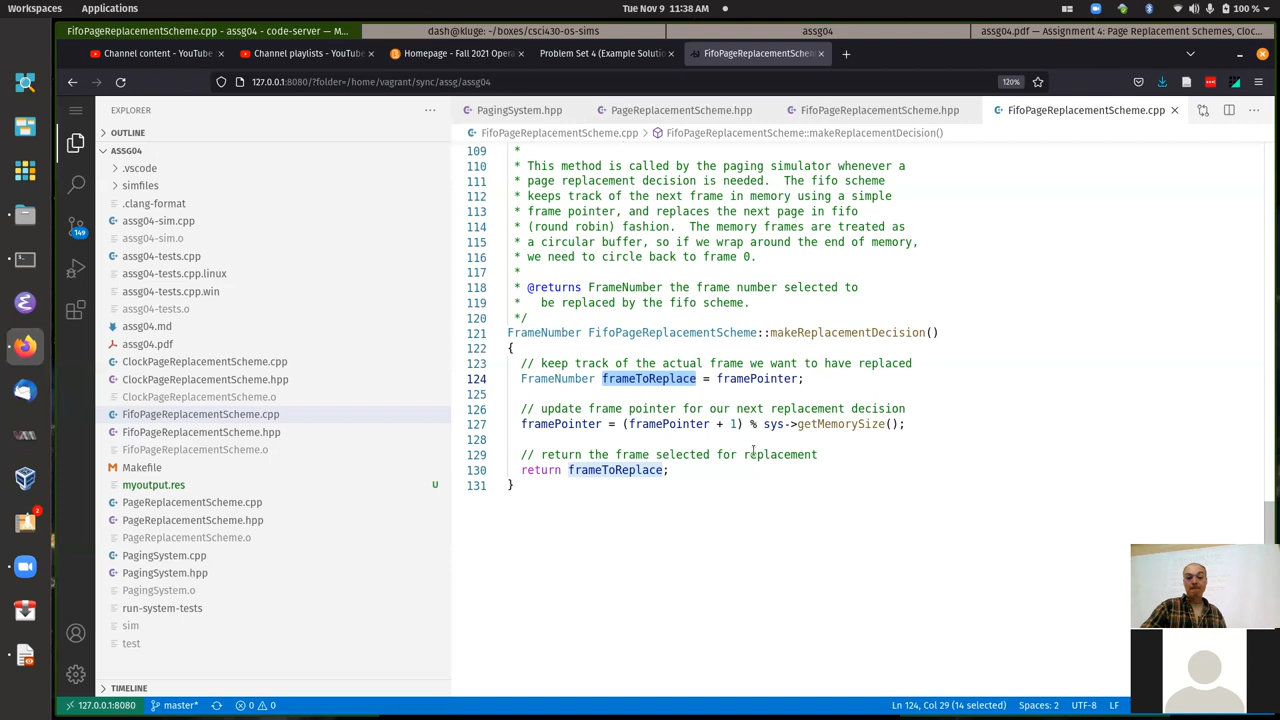 Workspaces Applications Tue Nov 9 11:38 AM 100 %
FifoPageReplacementScheme.cpp - assg04 - code-server — M... dash@kluge: ~/boxes/csci430-os-sims assg04 assg04.pdf — Assignment 4: Page Replacement Schemes, Cloc...
Channel content - YouTube Channel playlists - YouTube Homepage - Fall 2021 Opera Problem Set 4 (Example Solution FifoPageReplacementScheme
127.0.0.1:8080/?folder=/home/vagrant/sync/assg/assg04 120%
EXPLORER
PagingSystem.hpp PageReplacementScheme.hpp FifoPageReplacementScheme.hpp FifoPageReplacementScheme.cpp
FifoPageReplacementScheme.cpp > FifoPageReplacementScheme::makeReplacementDecision()
OUTLINE
ASSG04
.vscode
simfiles
.clang-format
assg04-sim.cpp
assg04-sim.o
assg04-tests.cpp
assg04-tests.cpp.linux
assg04-tests.cpp.win
assg04-tests.o
assg04.md
assg04.pdf
ClockPageReplacementScheme.cpp
ClockPageReplacementScheme.hpp
ClockPageReplacementScheme.o
FifoPageReplacementScheme.cpp
FifoPageReplacementScheme.hpp
FifoPageReplacementScheme.o
Makefile
myoutput.res U
PageReplacementScheme.cpp
PageReplacementScheme.hpp
PageReplacementScheme.o
PagingSystem.cpp
PagingSystem.hpp
PagingSystem.o
run-system-tests
sim
test
TIMELINE
149
2
109 *
110 * This method is called by the paging simulator whenever a
111 * page replacement decision is needed. The fifo scheme
112 * keeps track of the next frame in memory using a simple
113 * frame pointer, and replaces the next page in fifo
114 * (round robin) fashion. The memory frames are treated as
115 * a circular buffer, so if we wrap around the end of memory,
116 * we need to circle back to frame 0.
117 *
118 * @returns FrameNumber the frame number selected to
119 * be replaced by the fifo scheme.
120 */
121 FrameNumber FifoPageReplacementScheme::makeReplacementDecision()
122 {
123 // keep track of the actual frame we want to have replaced
124 FrameNumber frameToReplace = framePointer;
125
126 // update frame pointer for our next replacement decision
127 framePointer = (framePointer + 1) % sys->getMemorySize();
128
129 // return the frame selected for replacement
130 return frameToReplace;
131 }
127.0.0.1:8080 master* 0 0 Ln 124, Col 29 (14 selected) Spaces: 2 UTF-8 LF